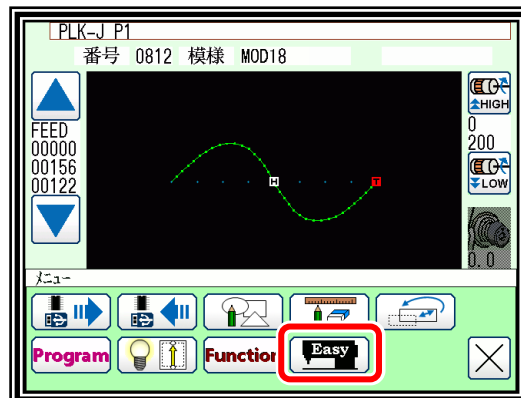 PLK-J P1
番号 0812 模様 MOD18
HIGH
FEED
00000
00156
00122
0
200
LOW
H
T
0.0
メニュー
Program
Function
Easy